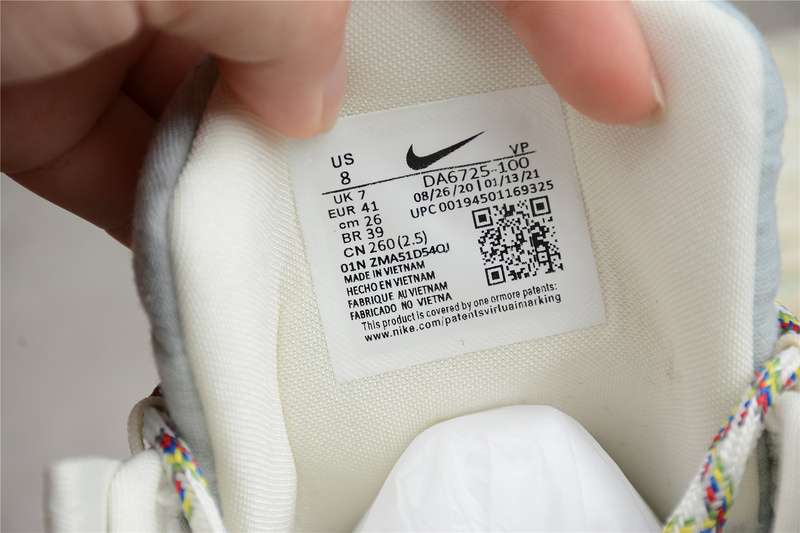 US
8
VP
UK 7
DA6725-100
EUR 41
08/26/20 | 01/13/21
cm 26
UPC 00194501169325
BR 39
CN 260 (2.5)
01N ZMA51D54QJ
MADE IN VIETNAM
HECHO EN VIETNAM
FABRIQUE AU VIETNAM
FABRICADO NO VIETNA
This product is covered by one ormore patents:
www.nike.com/patentsvirtualmarking